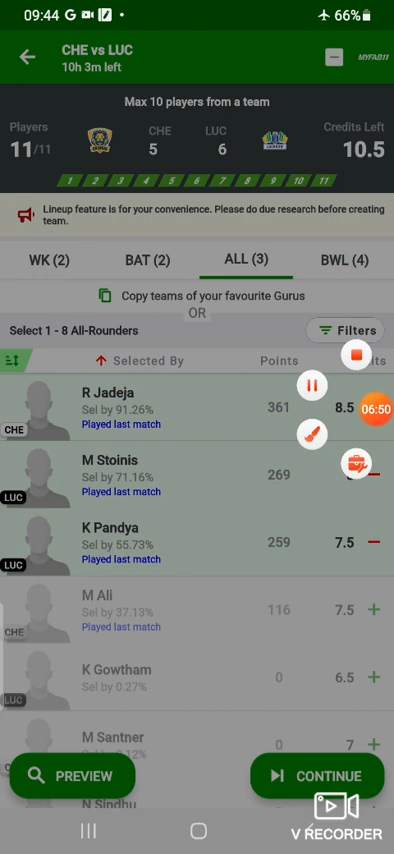 09:44
66%
CHE vs LUC
10h 3m left
MYFAB11
Max 10 players from a team
Players
CHE
LUC
Credits Left
11/11
5
6
10.5
1 2 3 4 5 6 7 8 9 10 11
Lineup feature is for your convenience. Please do due research before creating
team.
WK (2)
BAT (2)
ALL (3)
BWL (4)
Copy teams of your favourite Gurus
OR
Select 1 - 8 All-Rounders
Filters
Selected By
Points
R Jadeja
Sel by 91.26%
Played last match
361
8.5
06:50
CHE
M Stoinis
Sel by 71.16%
Played last match
269
LUC
K Pandya
Sel by 55.73%
Played last match
259
7.5
LUC
M Ali
Sel by 37.13%
Played last match
116
7.5
CHE
K Gowtham
Sel by 0.27%
0
6.5
LUC
M Santner
0
7
PREVIEW
CONTINUE
N Sindhu
V RECORDER